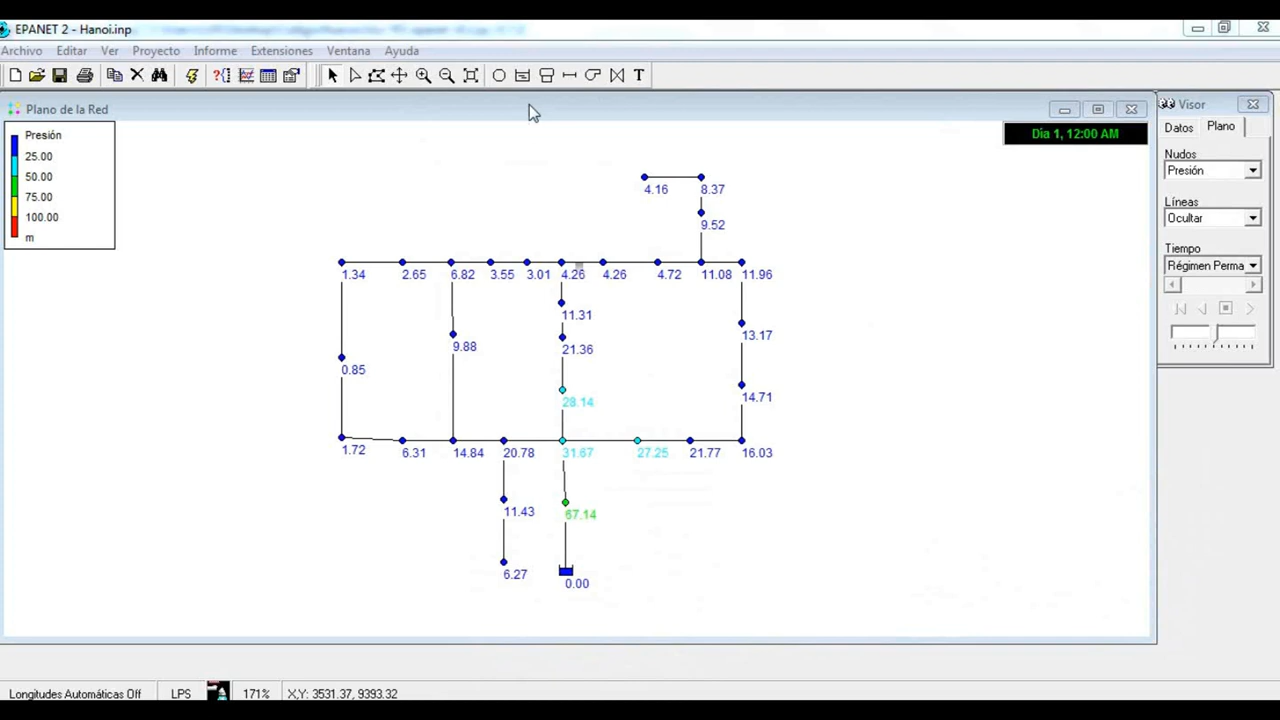 EPANET 2 - Hanoi.inp
Archivo Editar Ver Proyecto Informe Extensiones Ventana Ayuda
T
Plano de la Red
Visor
Presión
25.00
50.00
75.00
100.00
m
Día 1, 12:00 AM
Datos Plano
Nudos
Presión
Líneas
Ocultar
Tiempo
Régimen Perma
4.16 8.37
9.52
1.34 2.65 6.82 3.55 3.01 4.26 4.26 4.72 11.08 11.96
11.31
13.17
9.88 21.36
0.85
14.71
28.14
1.72 6.31 14.84 20.78 31.67 27.25 21.77 16.03
11.43 67.14
6.27 0.00
Longitudes Automáticas Off LPS 171% X,Y: 3531.37, 9393.32